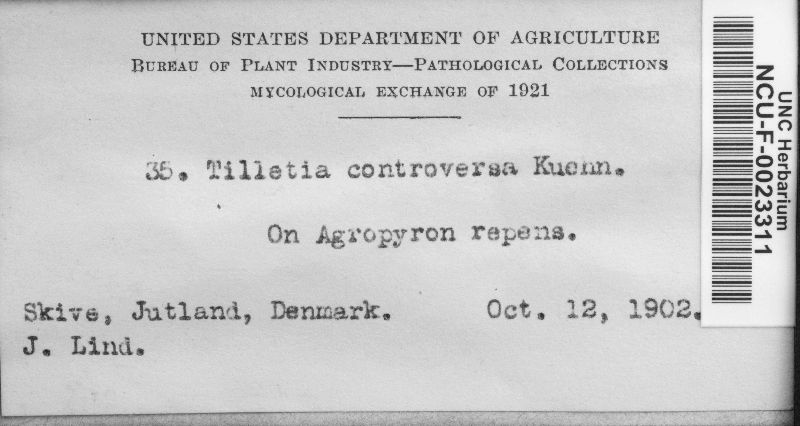 UNITED STATES DEPARTMENT OF AGRICULTURE
BUREAU OF PLANT INDUSTRY—PATHOLOGICAL COLLECTIONS
MYCOLOGICAL EXCHANGE OF 1921
35. Tilletia controversa Kuehn.
On Agropyron repens.
Skive, Jutland, Denmark. Oct. 12, 1902.
J. Lind.
UNC Herbarium
NCU-F-0023311